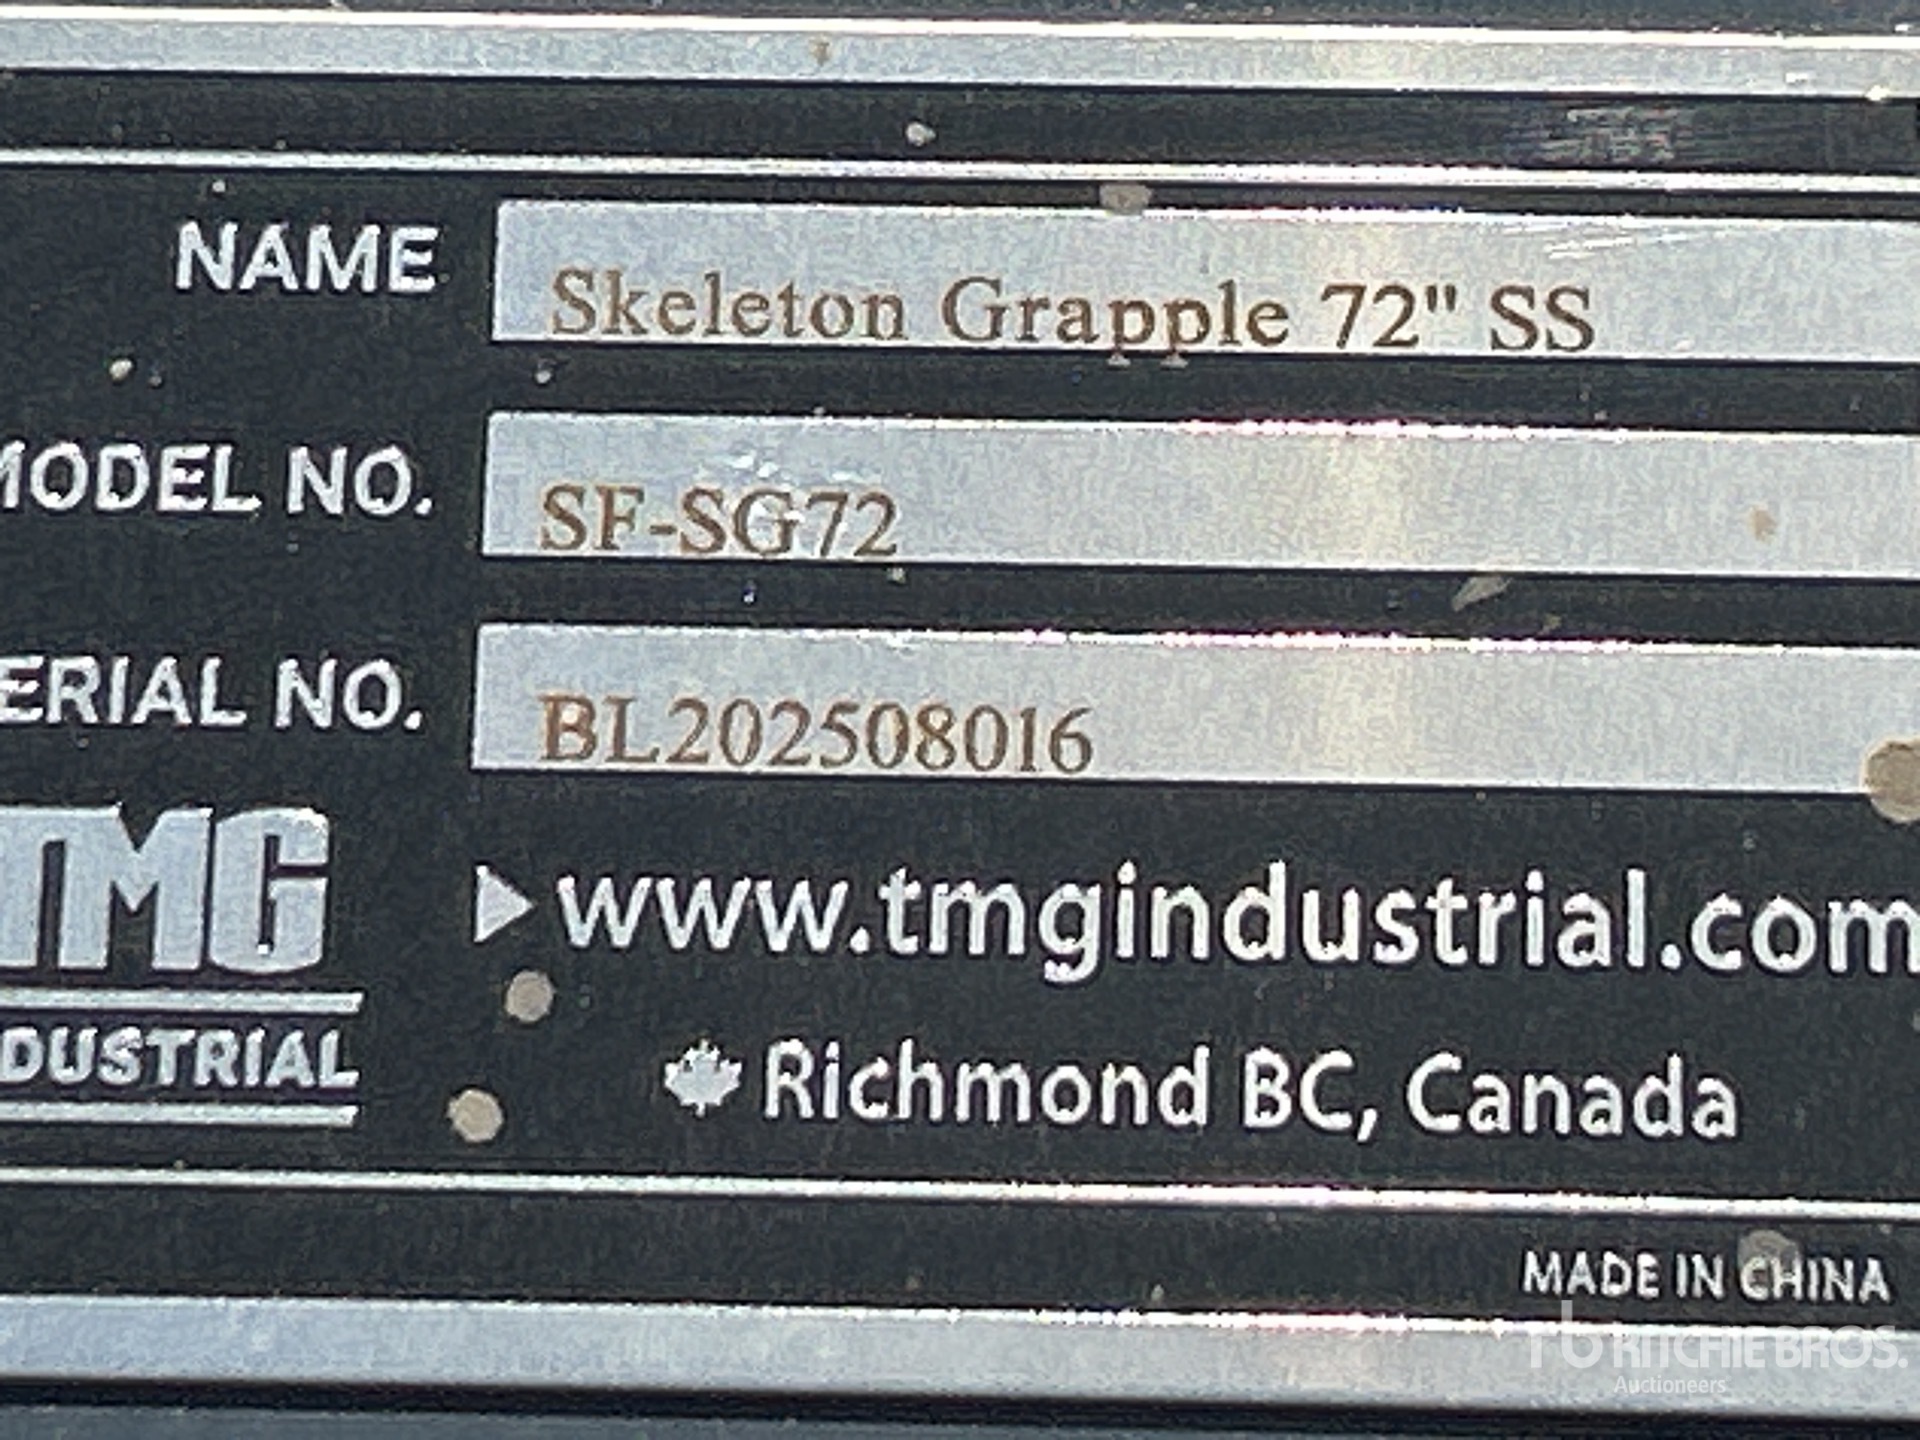 NAME Skeleton Grapple 72" SS
MODEL NO. SF-SG72
ERIAL NO. BL202508016
TMG
DUSTRIAL
www.tmgindustrial.com
Richmond BC, Canada
MADE IN CHINA
rb RITCHIE BROS.
Auctioneers